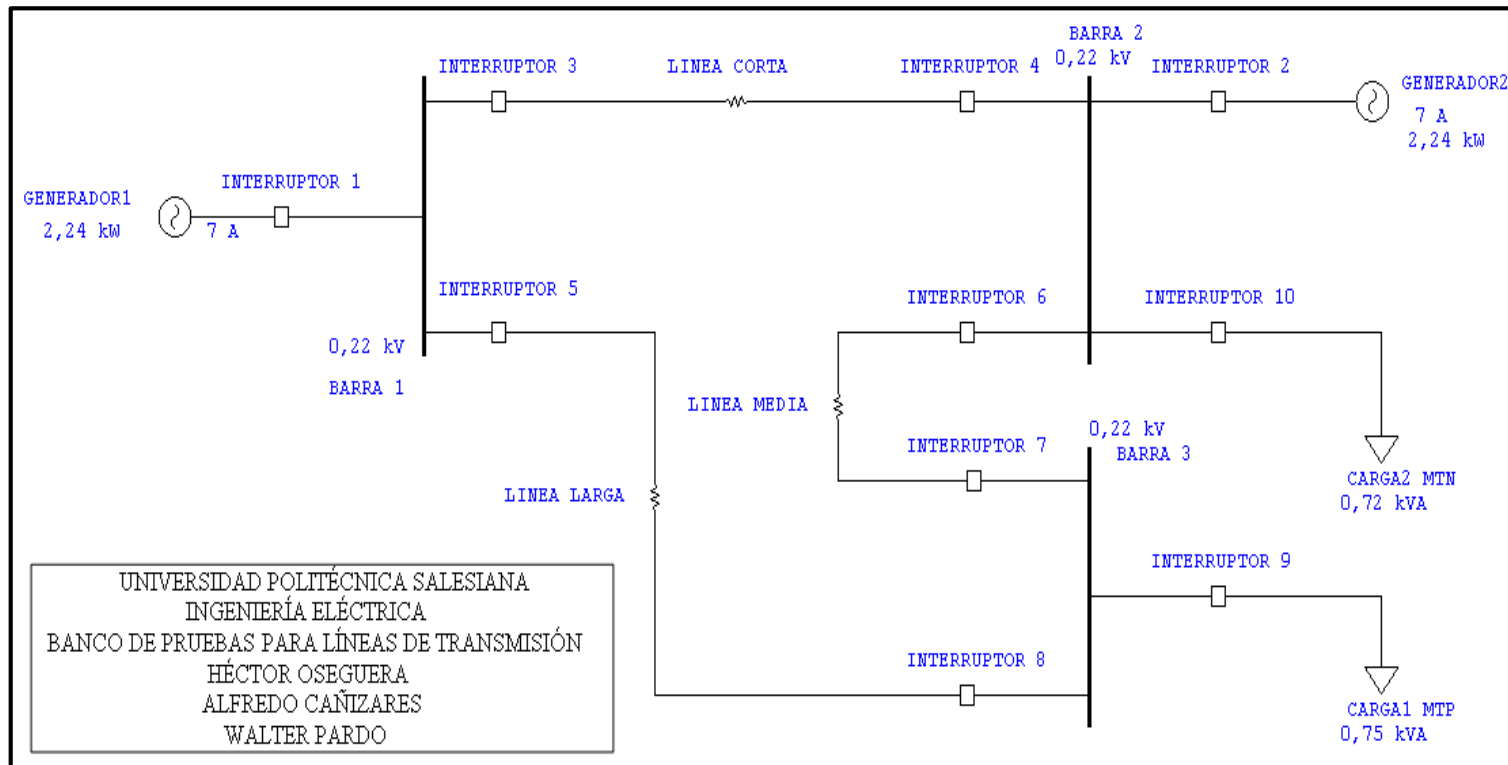 BARRA 2
0,22 kV
INTERRUPTOR 3
LINEA CORTA
INTERRUPTOR 4
INTERRUPTOR 2
GENERADOR2
7 A
2,24 kW
INTERRUPTOR 1
GENERADOR1
2,24 kW
7 A
INTERRUPTOR 5
INTERRUPTOR 6
INTERRUPTOR 10
0,22 kV
BARRA 1
LINEA MEDIA
0,22 kV
BARRA 3
INTERRUPTOR 7
LINEA LARGA
CARGA2 MTN
0,72 kVA
INTERRUPTOR 9
INTERRUPTOR 8
CARGA1 MTP
0,75 kVA
UNIVERSIDAD POLITÉCNICA SALESIANA
INGENIERÍA ELÉCTRICA
BANCO DE PRUEBAS PARA LÍNEAS DE TRANSMISIÓN
HÉCTOR OSEGUERA
ALFREDO CAÑIZARES
WALTER PARDO